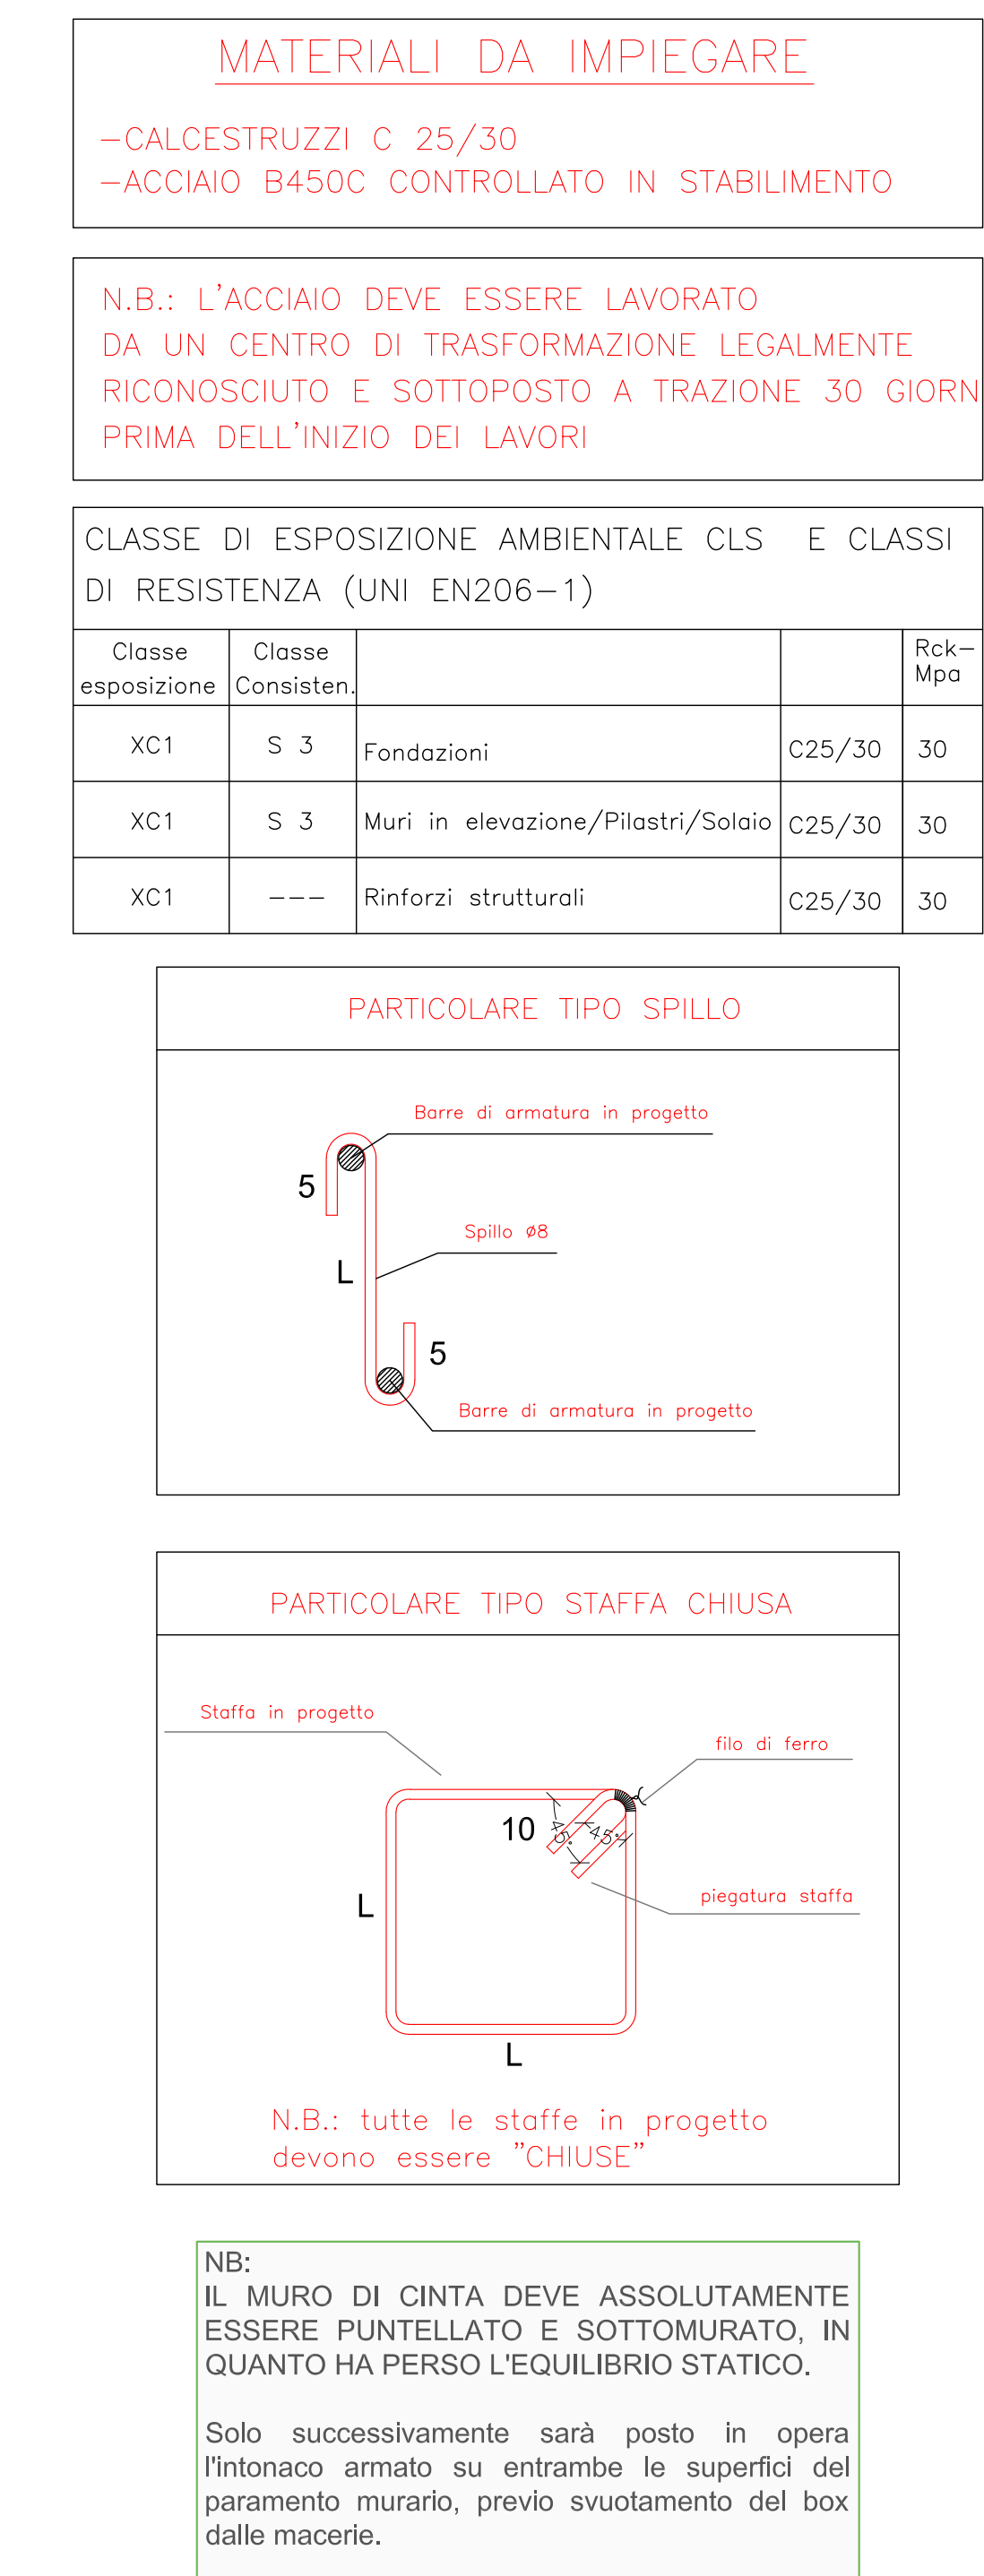 MATERIALI DA IMPIEGARE
-CALCESTRUZZI C 25/30
-ACCIAIO B450C CONTROLLATO IN STABILIMENTO
N.B.: L'ACCIAIO DEVE ESSERE LAVORATO
DA UN CENTRO DI TRASFORMAZIONE LEGALMENTE
RICONOSCIUTO E SOTTOPOSTO A TRAZIONE 30 GIORN
PRIMA DELL'INIZIO DEI LAVORI
CLASSE DI ESPOSIZIONE AMBIENTALE CLS E CLASSI
DI RESISTENZA (UNI EN206-1)
Classe esposizione Classe Consisten. Rck- Mpa
XC1 S 3 Fondazioni C25/30 30
XC1 S 3 Muri in elevazione/Pilastri/Solaio C25/30 30
XC1 --- Rinforzi strutturali C25/30 30
PARTICOLARE TIPO SPILLO
Barre di armatura in progetto
5
Spillo ø8
L
5
Barre di armatura in progetto
PARTICOLARE TIPO STAFFA CHIUSA
Staffa in progetto
filo di ferro
10
45°
45°
piegatura staffa
L
L
N.B.: tutte le staffe in progetto
devono essere "CHIUSE"
NB:
IL MURO DI CINTA DEVE ASSOLUTAMENTE
ESSERE PUNTELLATO E SOTTOMURATO, IN
QUANTO HA PERSO L'EQUILIBRIO STATICO.
Solo successivamente sarà posto in opera
l'intonaco armato su entrambe le superfici del
paramento murario, previo svuotamento del box
dalle macerie.